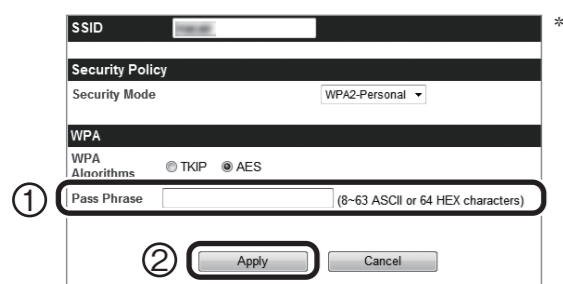 SSID
*
Security Policy
Security Mode WPA2-Personal
WPA
WPA Algorithms TKIP AES
① Pass Phrase (8~63 ASCII or 64 HEX characters)
② Apply Cancel